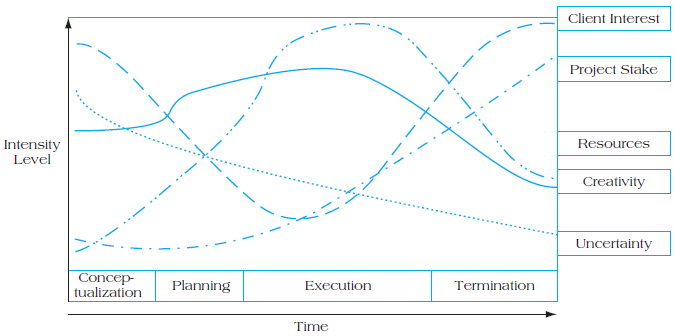 Client Interest
Project Stake
Intensity
Level
Resources
Creativity
Uncertainty
Concep-
tualization
Planning
Execution
Termination
Time